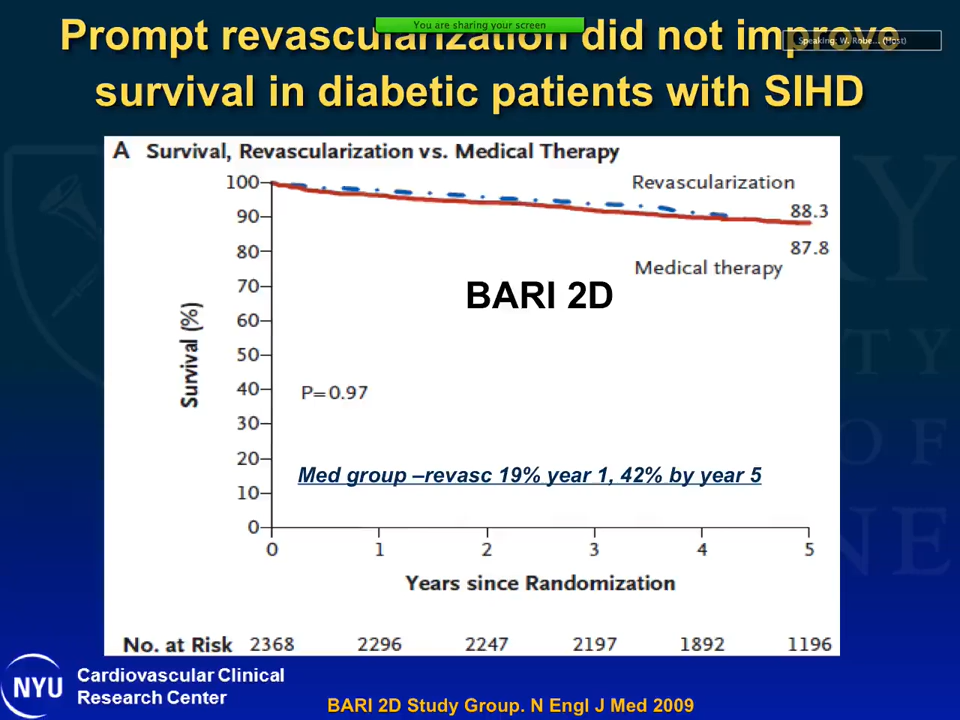 You are sharing your screen
Speaking: W. Robe... (Host)
Prompt revascularization did not improve
survival in diabetic patients with SIHD
A Survival, Revascularization vs. Medical Therapy
100
90
80
70
60
50
40
30
20
10
0
Survival (%)
Revascularization
88.3
87.8
Medical therapy
BARI 2D
P=0.97
Med group –revasc 19% year 1, 42% by year 5
0 1 2 3 4 5
Years since Randomization
No. at Risk 2368 2296 2247 2197 1892 1196
NYU
Cardiovascular Clinical
Research Center
BARI 2D Study Group. N Engl J Med 2009